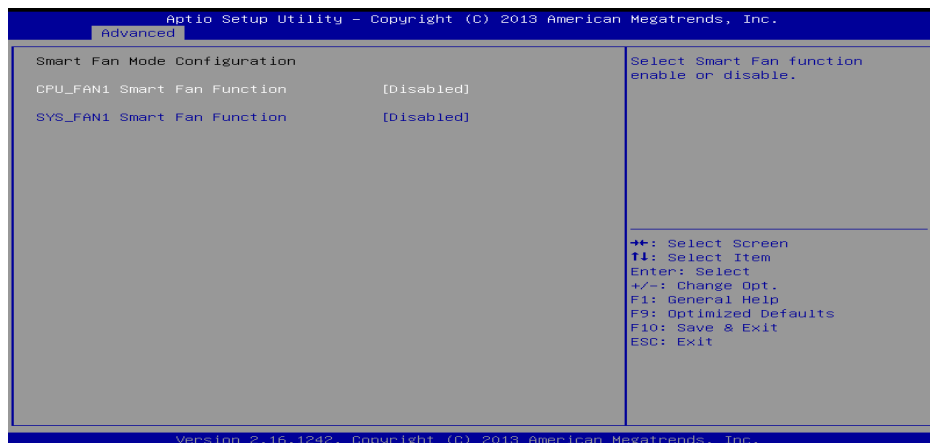 Aptio Setup Utility – Copyright (C) 2013 American Megatrends, Inc.
Advanced
Smart Fan Mode Configuration
CPU_FAN1 Smart Fan Function [Disabled]
SYS_FAN1 Smart Fan Function [Disabled]
Select Smart Fan function
enable or disable.
→←: Select Screen
↑↓: Select Item
Enter: Select
+/-: Change Opt.
F1: General Help
F9: Optimized Defaults
F10: Save & Exit
ESC: Exit
Version 2.16.1242. Copyright (C) 2013 American Megatrends, Inc.